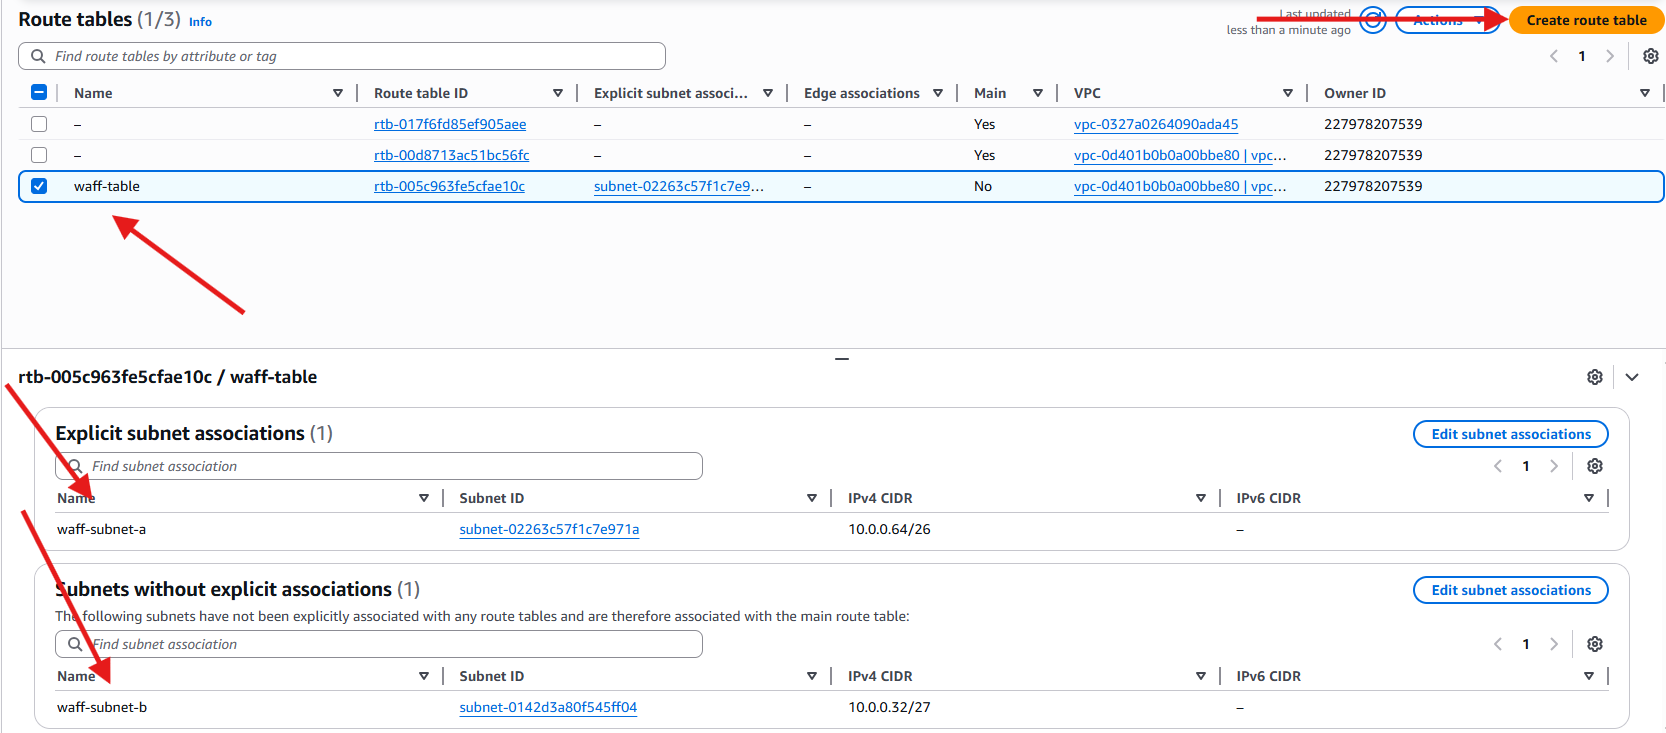 Route tables (1/3) Info
Last updated
less than a minute ago
Actions
Create route table
Find route tables by attribute or tag
1
Name Route table ID Explicit subnet associ... Edge associations Main VPC Owner ID
– rtb-017f6fd85ef905aee – – Yes vpc-0327a0264090ada45 227978207539
– rtb-00d8713ac51bc56fc – – Yes vpc-0d401b0b0a00bbe80 | vpc... 227978207539
waff-table rtb-005c963fe5cfae10c subnet-02263c57f1c7e9... – No vpc-0d401b0b0a00bbe80 | vpc... 227978207539
rtb-005c963fe5cfae10c / waff-table
Explicit subnet associations (1)
Edit subnet associations
Find subnet association
1
Name Subnet ID IPv4 CIDR IPv6 CIDR
waff-subnet-a subnet-02263c57f1c7e971a 10.0.0.64/26 –
Subnets without explicit associations (1)
Edit subnet associations
The following subnets have not been explicitly associated with any route tables and are therefore associated with the main route table:
Find subnet association
1
Name Subnet ID IPv4 CIDR IPv6 CIDR
waff-subnet-b subnet-0142d3a80f545ff04 10.0.0.32/27 –